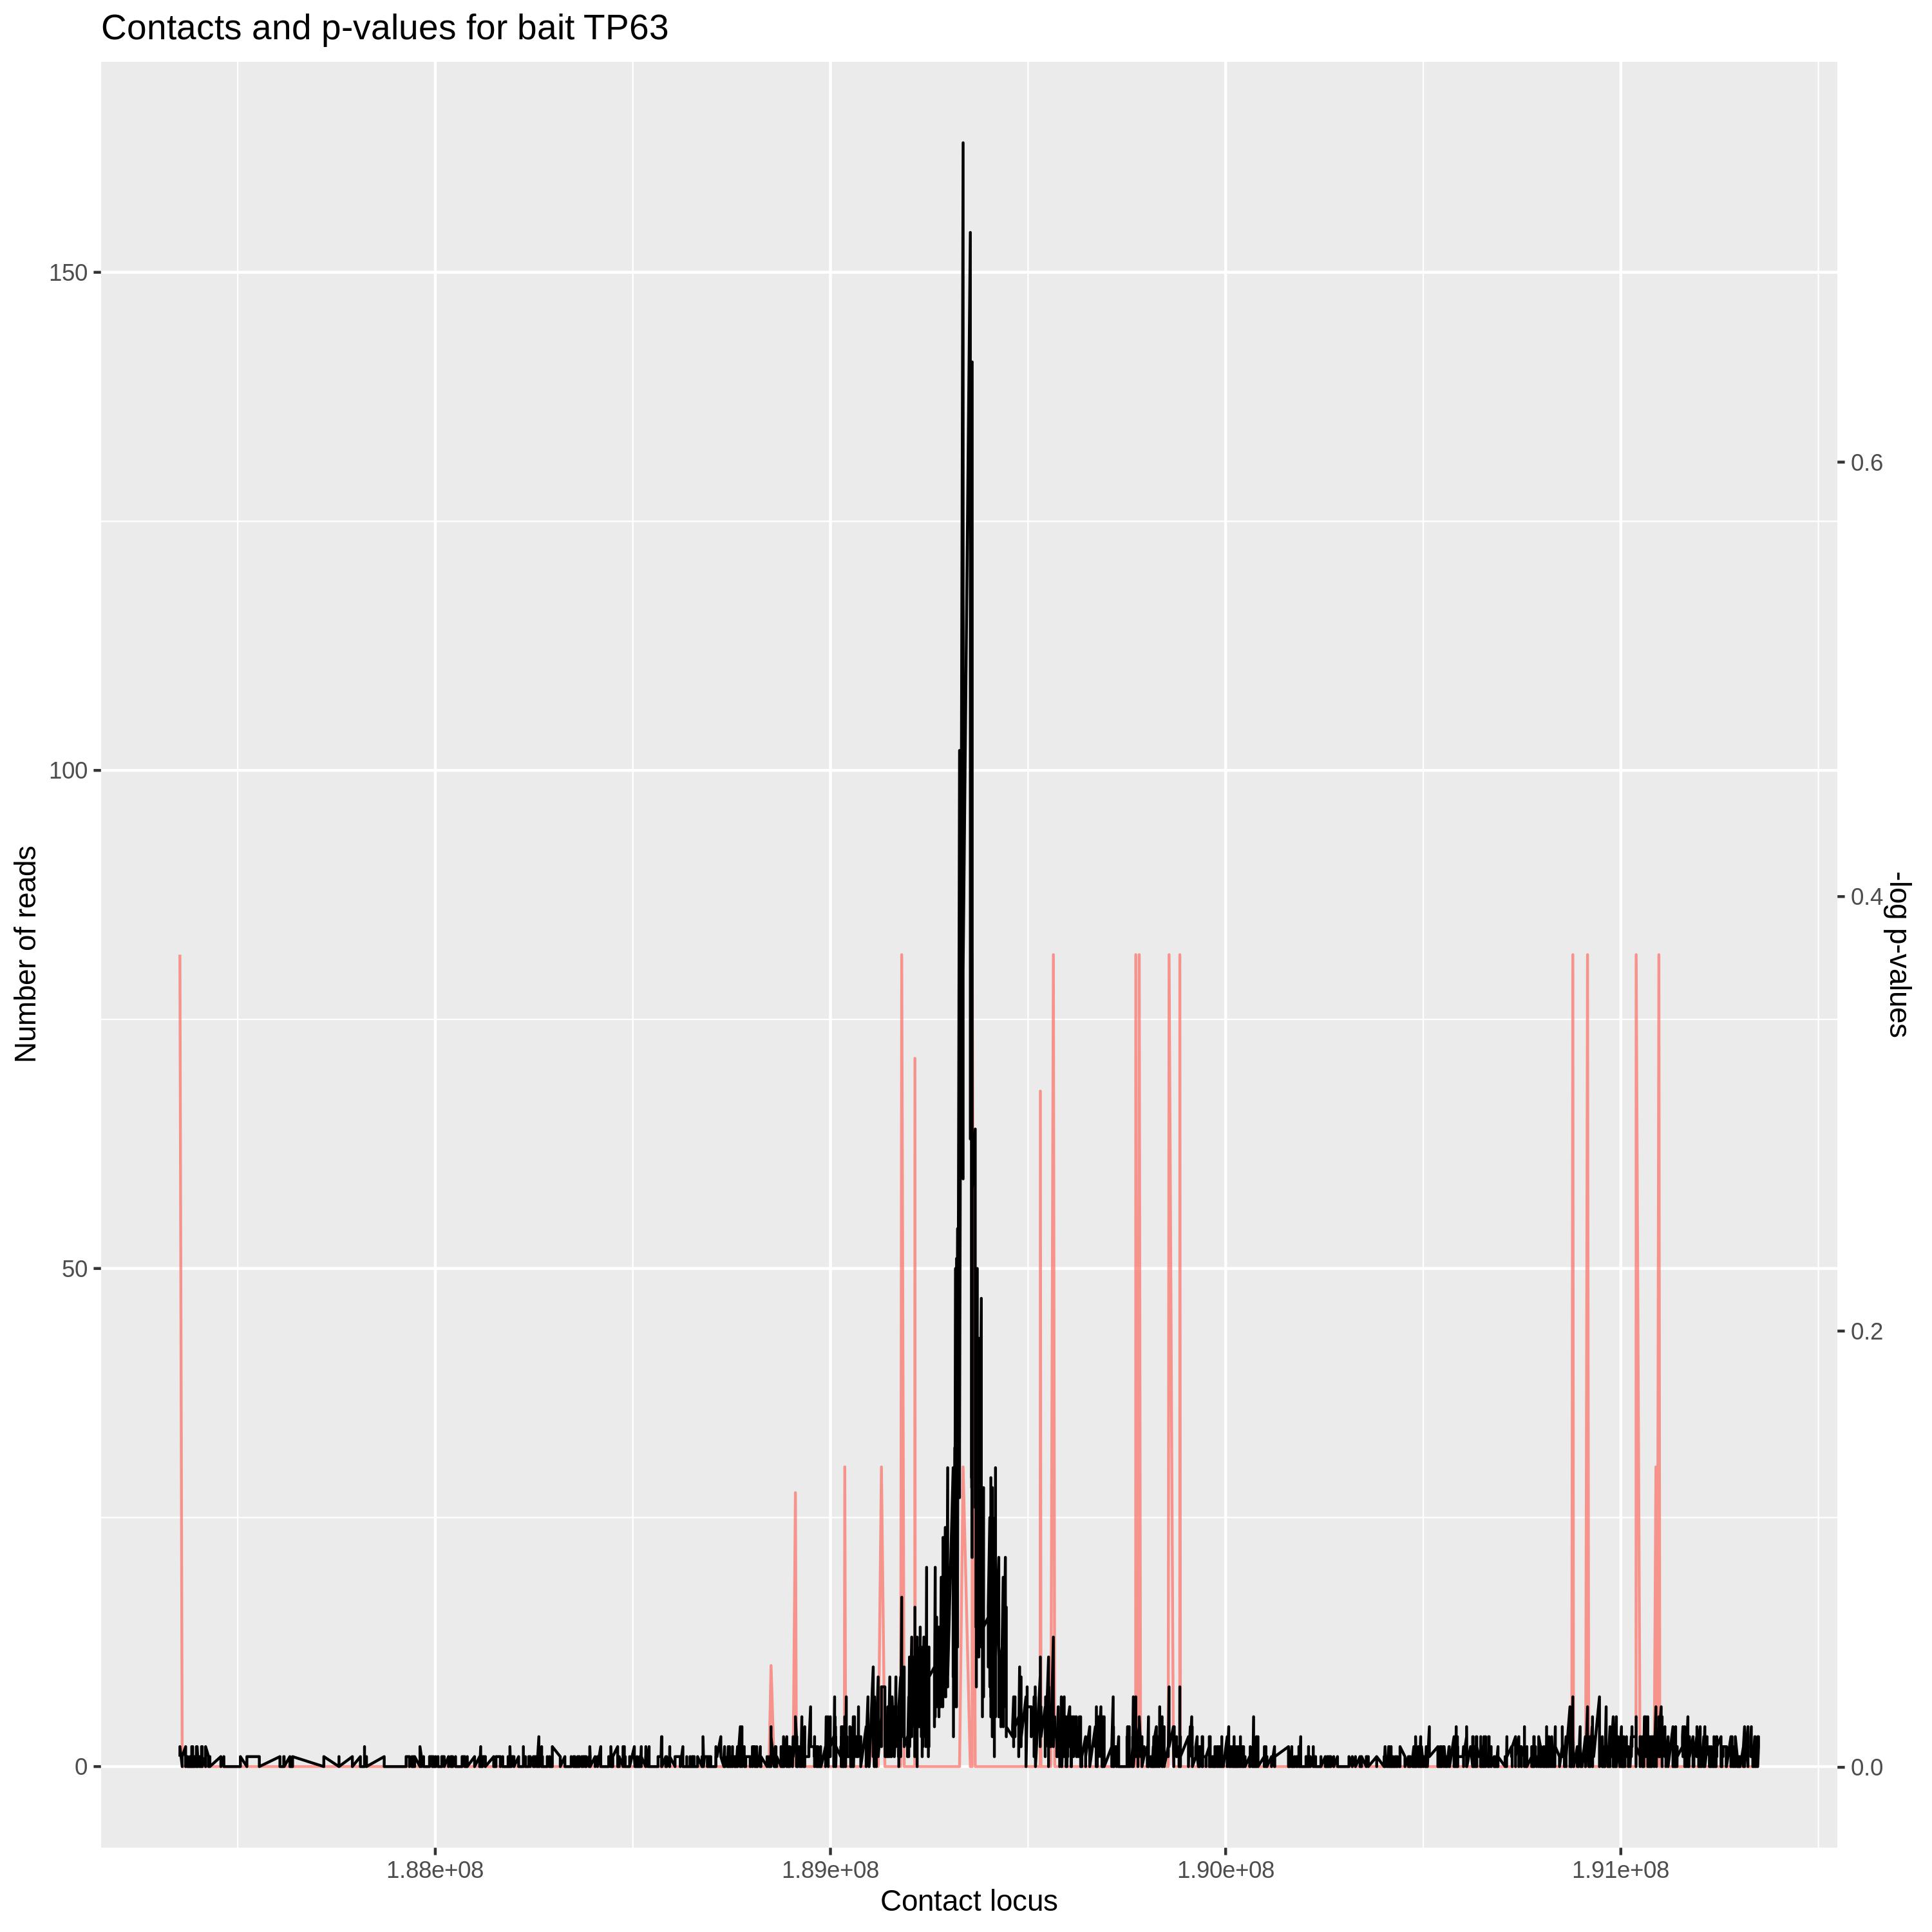 Contacts and p-values for bait TP63
150
100
50
0
Number of reads
0.6
0.4
0.2
0.0
-log p-values
1.88e+08 1.89e+08 1.90e+08 1.91e+08
Contact locus